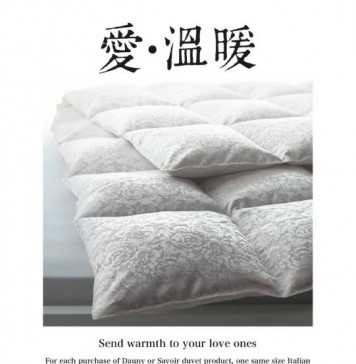 愛·溫暖
Send warmth to your love ones
For each purchase of Dauny or Savoir duvet product, one same size Italian